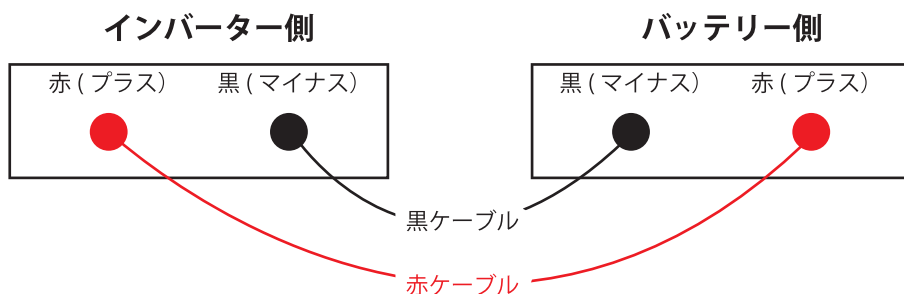 インバーター側
バッテリー側
赤 ( プラス)
黒 ( マイナス)
黒 ( マイナス)
赤 ( プラス)
黒ケーブル
赤ケーブル